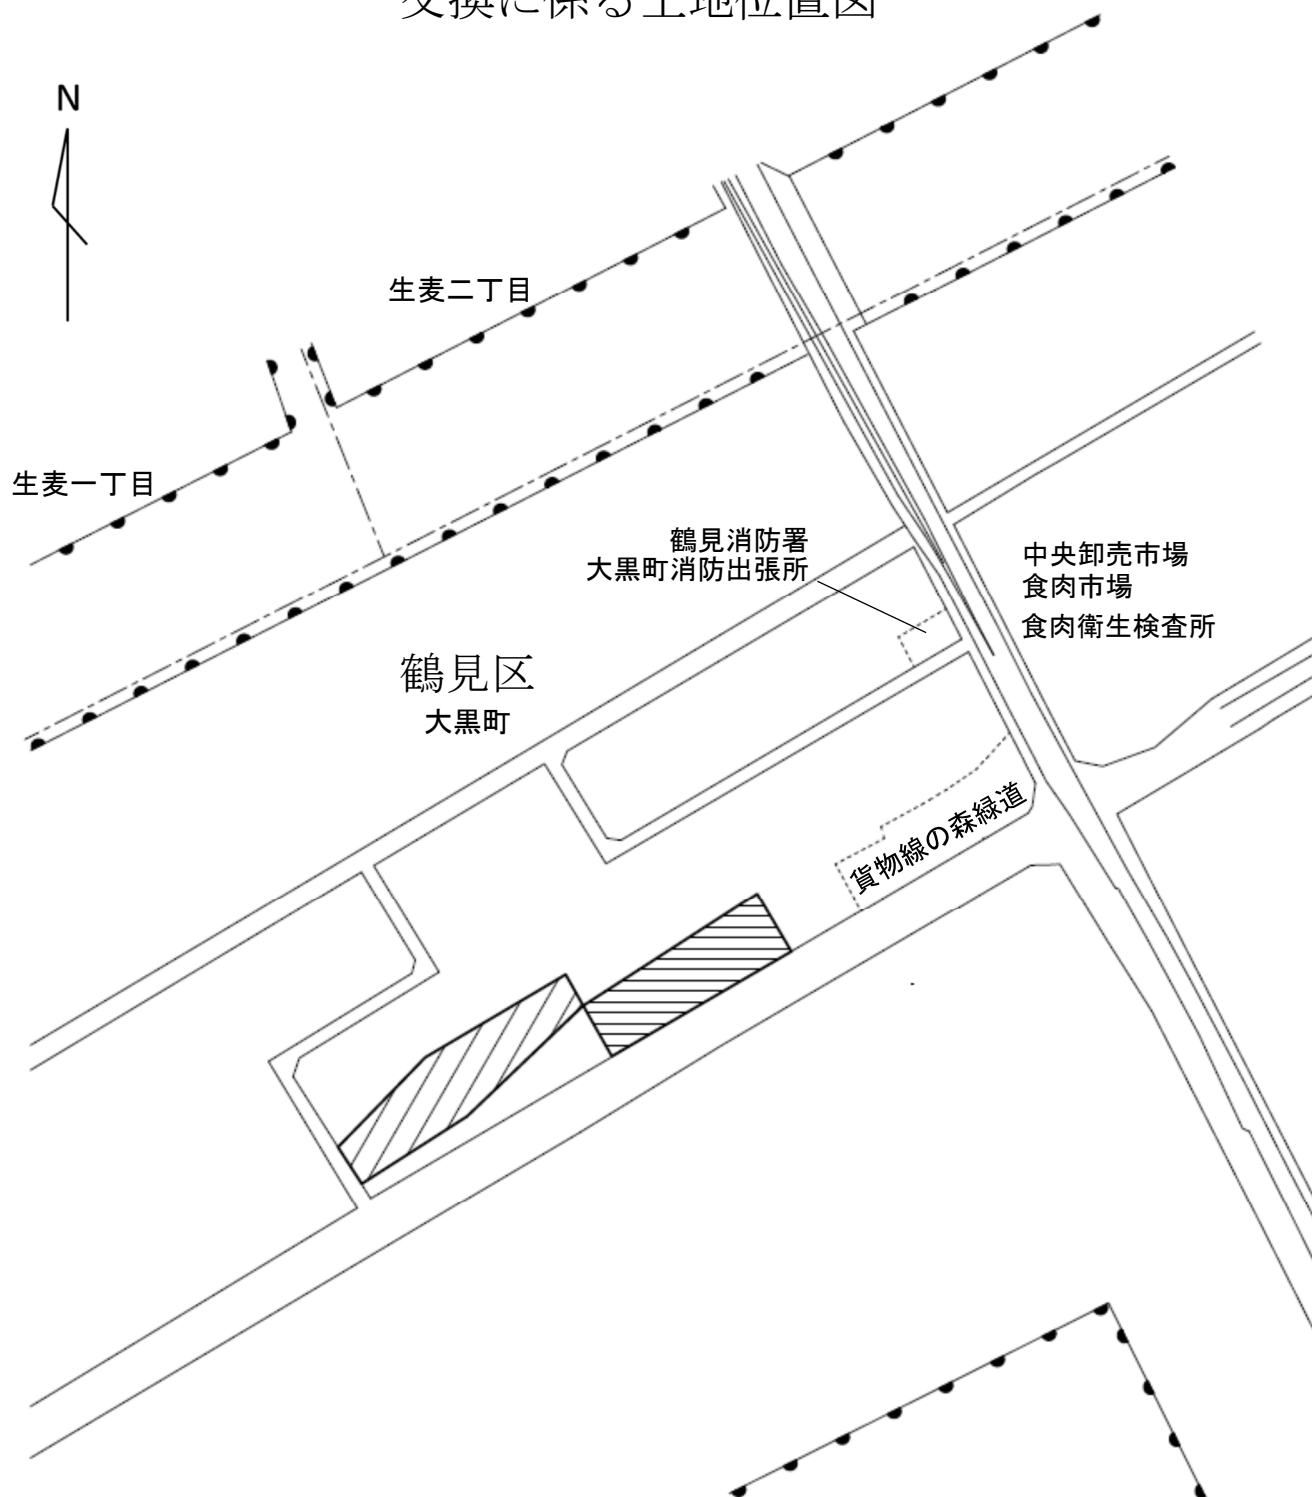 交換に係る土地位置図
N
生麦二丁目
生麦一丁目
鶴見消防署
大黒町消防出張所
中央卸売市場
食肉市場
食肉衛生検査所
鶴見区
大黒町
貨物線の森緑道